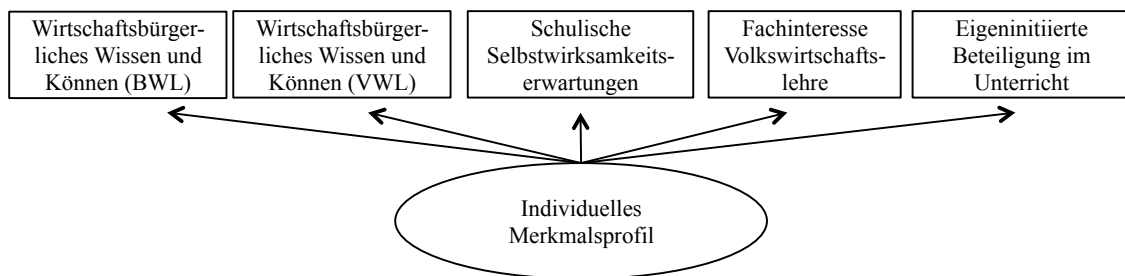 Wirtschaftsbürger-
liches Wissen und
Können (BWL)
Wirtschaftsbürger-
liches Wissen und
Können (VWL)
Schulische
Selbstwirksamkeits-
erwartungen
Fachinteresse
Volkswirtschafts-
lehre
Eigeninitiierte
Beteiligung im
Unterricht
Individuelles
Merkmalsprofil